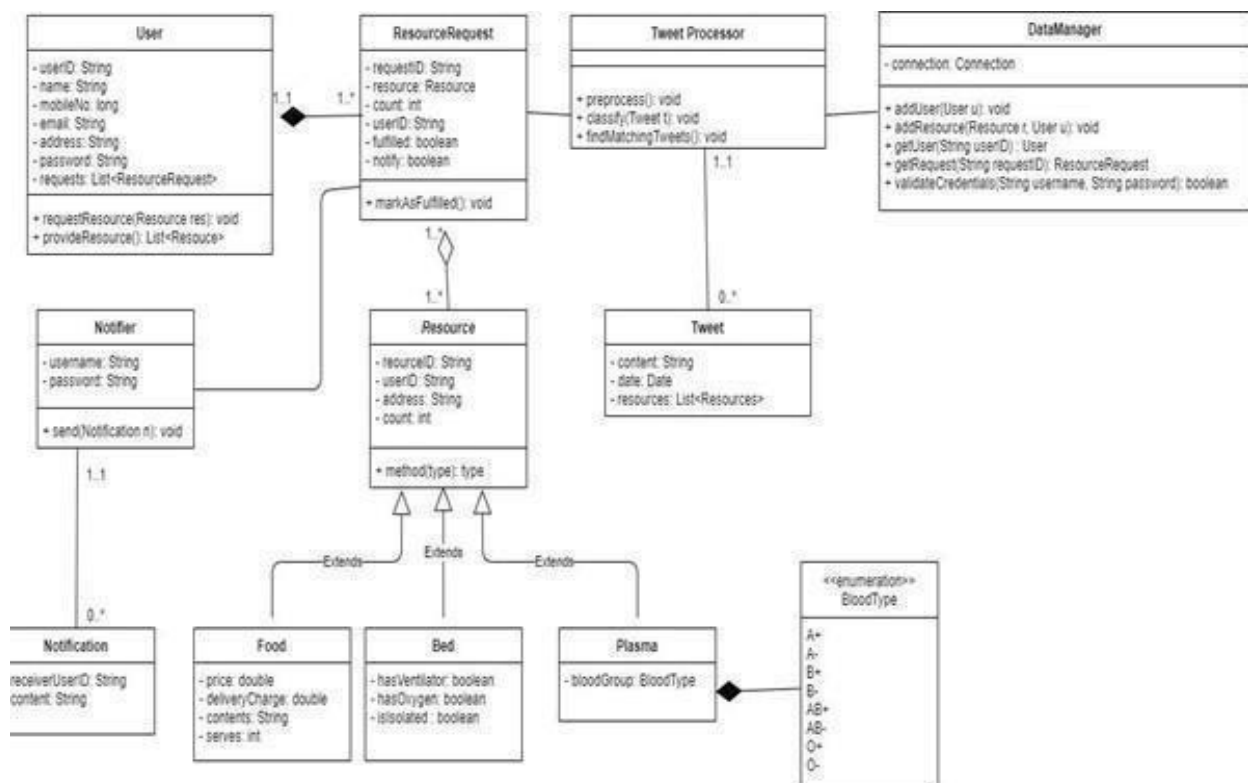 User
- userID: String
- name: String
- mobileNo: long
- email: String
- address: String
- password: String
- requests: List<ResourceRequest>
+ requestResource(Resource res): void
+ provideResource(): List<Resouce>
1..1
1..*
ResourceRequest
- requestID: String
- resource: Resource
- count: int
- userID: String
- fulfilled: boolean
- notify: boolean
+ markAsFulfilled(): void
Tweet Processor
+ preprocess(): void
+ classify(Tweet t): void
+ findMatchingTweets(): void
DataManager
- connection: Connection
+ addUser(User u): void
+ addResource(Resource r, User u): void
+ getUser(String userID) : User
+ getRequest(String requestID): ResourceRequest
+ validateCredentials(String username, String password): boolean
1..1
0..*
1..*
1..*
Notifier
- username: String
- password: String
+ send(Notification n): void
Resource
- reourceID: String
- userID: String
- address: String
- count: int
+ method(type): type
Tweet
- content: String
- date: Date
- resources: List<Resources>
1..1
0..*
Extends
Extends
Extends
Notification
receiverUserID: String
content: String
Food
- price: double
- deliveryCharge: double
- contents: String
- serves: int
Bed
- hasVentilator: boolean
- hasOxygen: boolean
- isIsolated : boolean
Plasma
- bloodGroup: BloodType
<<enumeration>>
BloodType
A+
A-
B+
B-
AB+
AB-
O+
O-